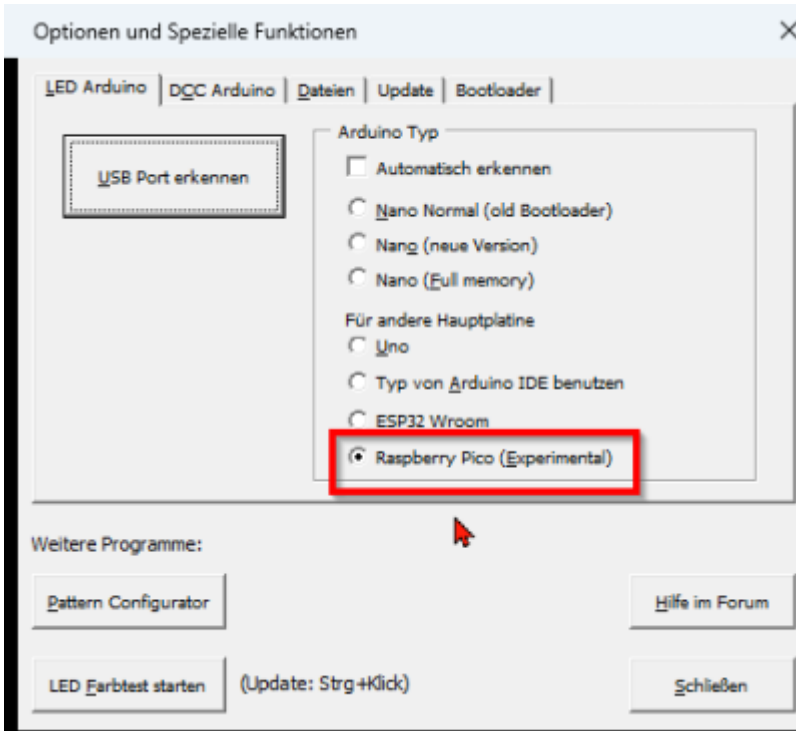 Optionen und Spezielle Funktionen
LED Arduino
DCC Arduino
Dateien
Update
Bootloader
USB Port erkennen
Arduino Typ
Automatisch erkennen
Nano Normal (old Bootloader)
Nano (neue Version)
Nano (Full memory)
Für andere Hauptplatine
Uno
Typ von Arduino IDE benutzen
ESP32 Wroom
Raspberry Pico (Experimental)
Weitere Programme:
Pattern Configurator
Hilfe im Forum
LED Farbtest starten
(Update: Strg+Klick)
Schließen